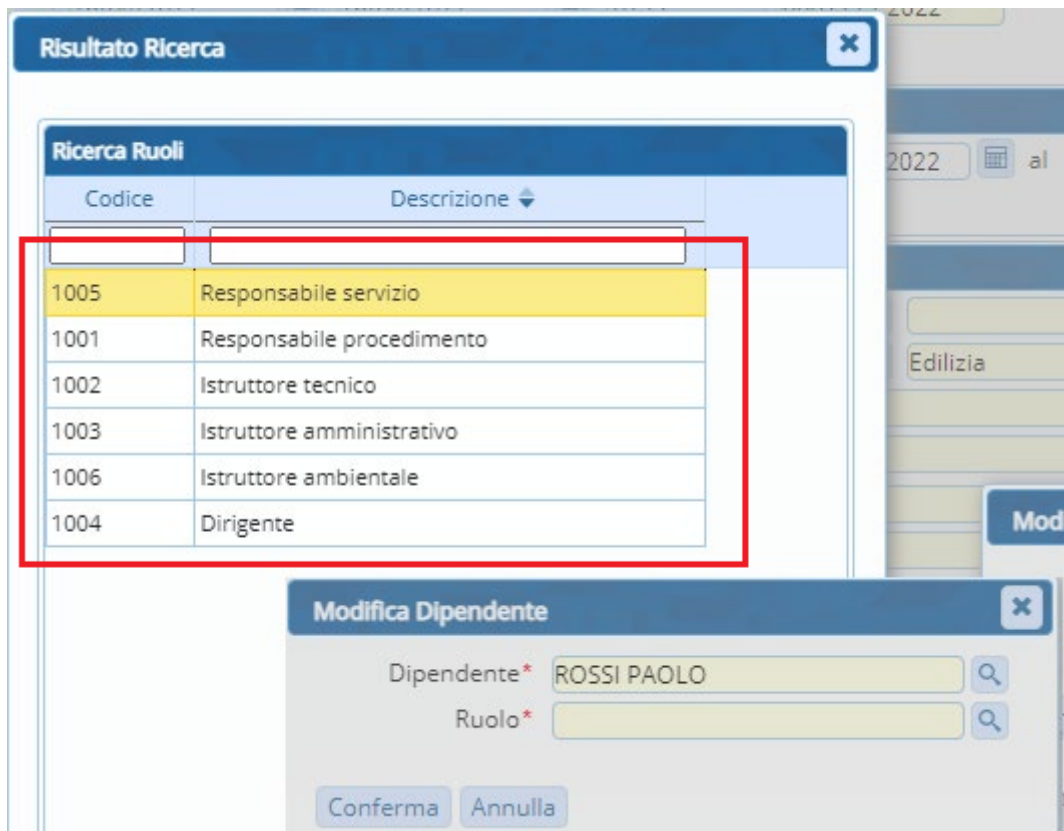 Risultato Ricerca
Ricerca Ruoli
2022 al
Codice Descrizione
1005 Responsabile servizio
1001 Responsabile procedimento
1002 Istruttore tecnico
Edilizia
1003 Istruttore amministrativo
1006 Istruttore ambientale
1004 Dirigente
Mod
Modifica Dipendente
Dipendente* ROSSI PAOLO
Ruolo*
Conferma Annulla